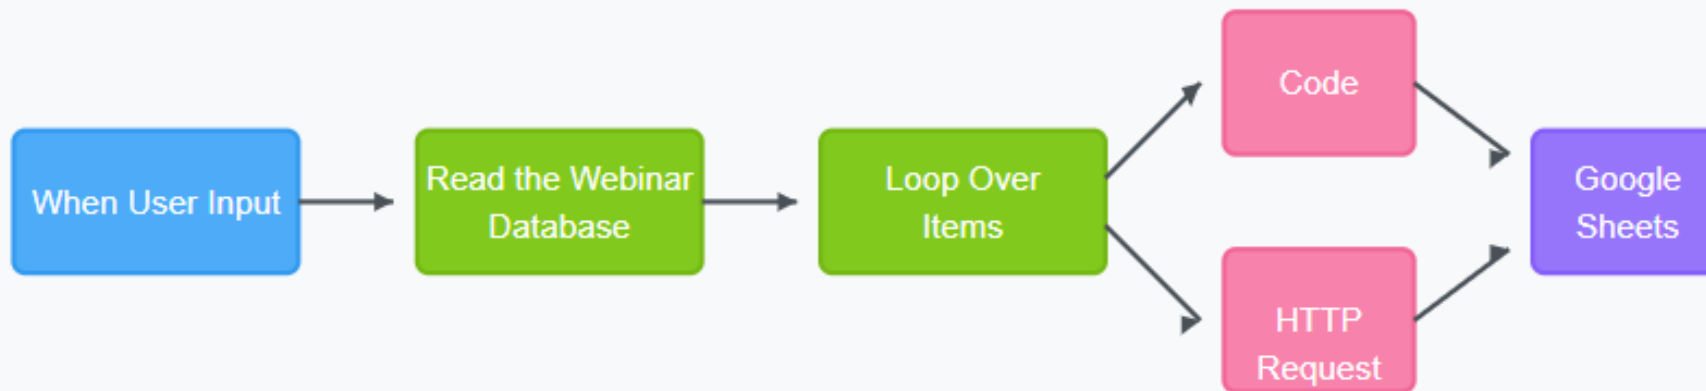 When User Input
Read the Webinar
Database
Loop Over
Items
Code
HTTP
Request
Google
Sheets